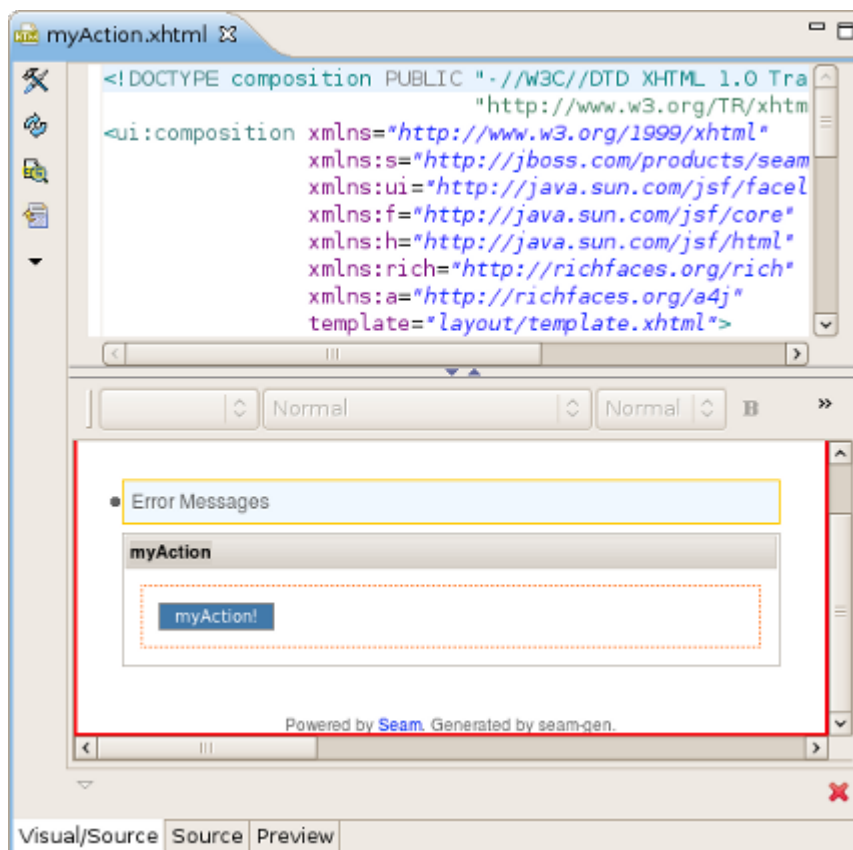 myAction.xhtml
<!DOCTYPE composition PUBLIC "-//W3C//DTD XHTML 1.0 Tra
"http://www.w3.org/TR/xhtm
<ui:composition xmlns="http://www.w3.org/1999/xhtml"
xmlns:s="http://jboss.com/products/seam
xmlns:ui="http://java.sun.com/jsf/facel
xmlns:f="http://java.sun.com/jsf/core"
xmlns:h="http://java.sun.com/jsf/html"
xmlns:rich="http://richfaces.org/rich"
xmlns:a="http://richfaces.org/a4j"
template="layout/template.xhtml">
Normal Normal B »
Error Messages
myAction
myAction!
Powered by Seam. Generated by seam-gen.
Visual/Source Source Preview